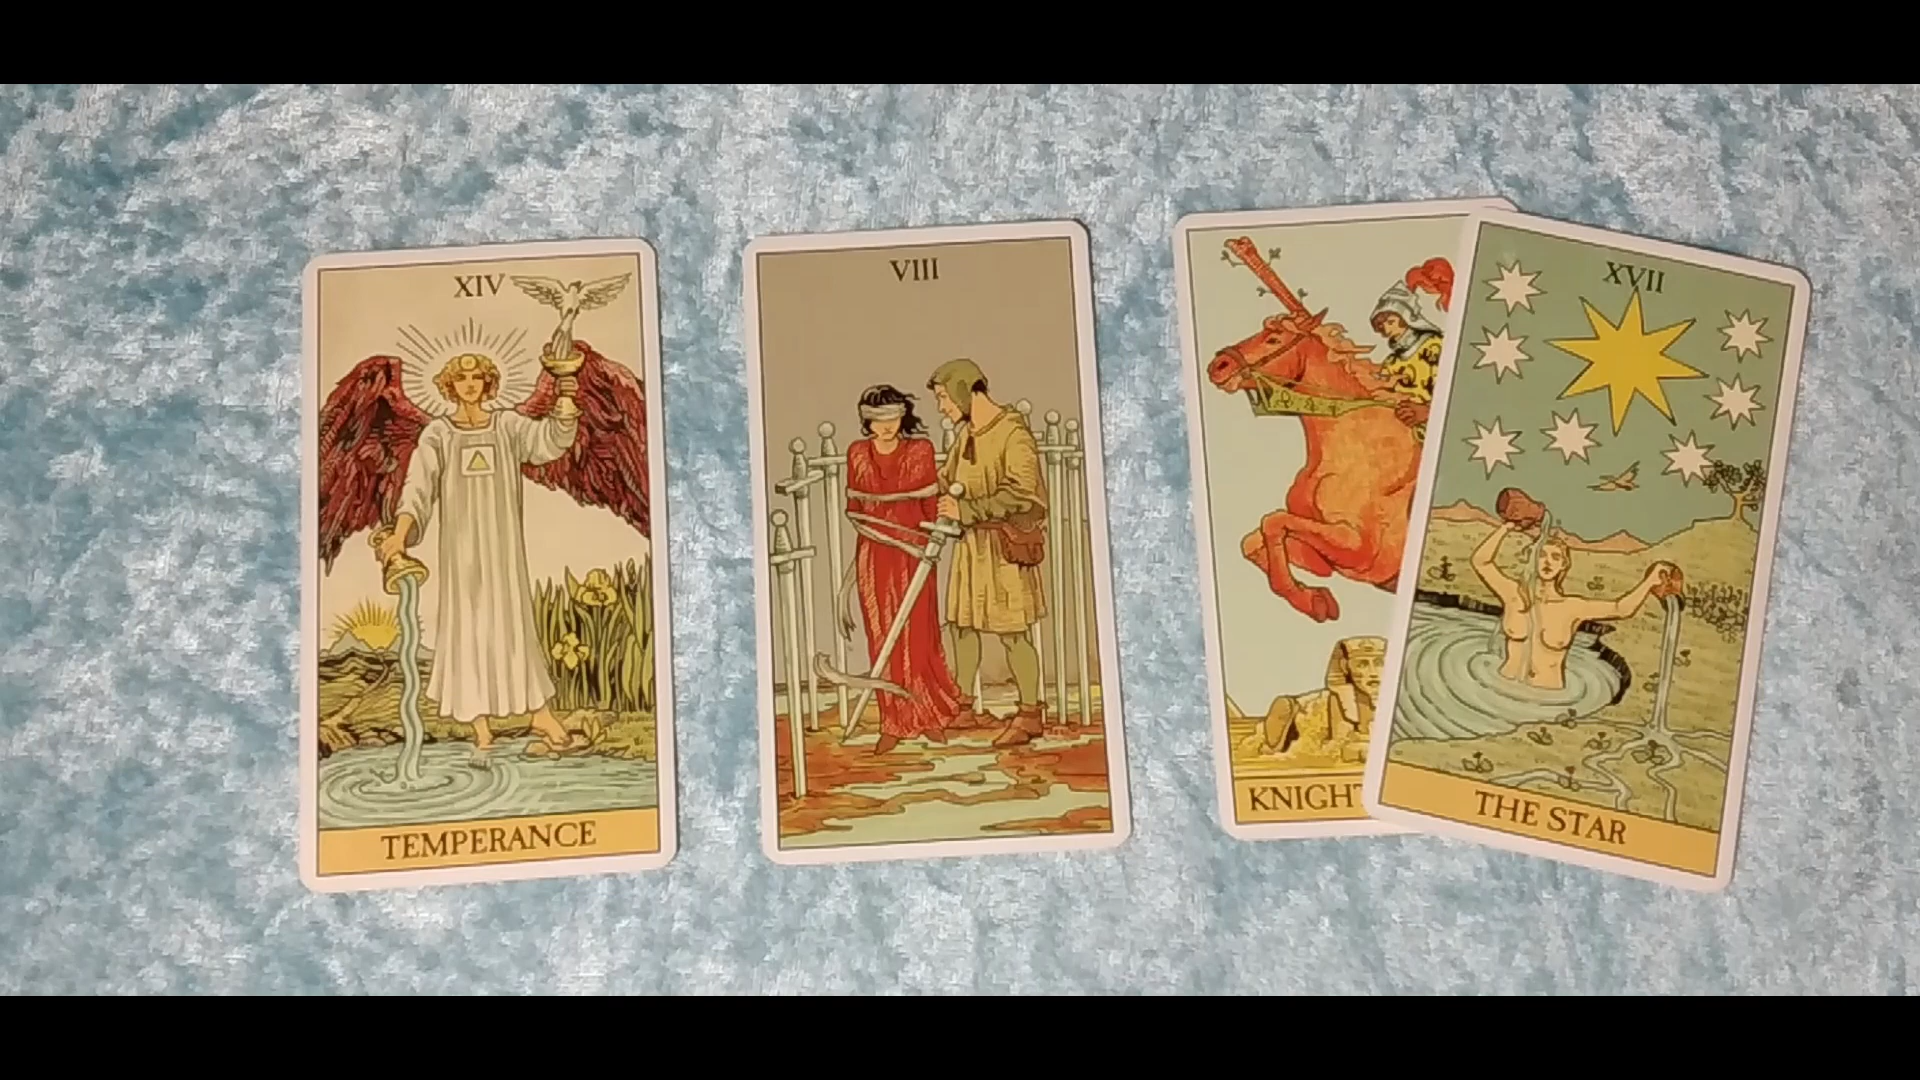 XIV
TEMPERANCE
VIII
KNIGHT
XVII
THE STAR